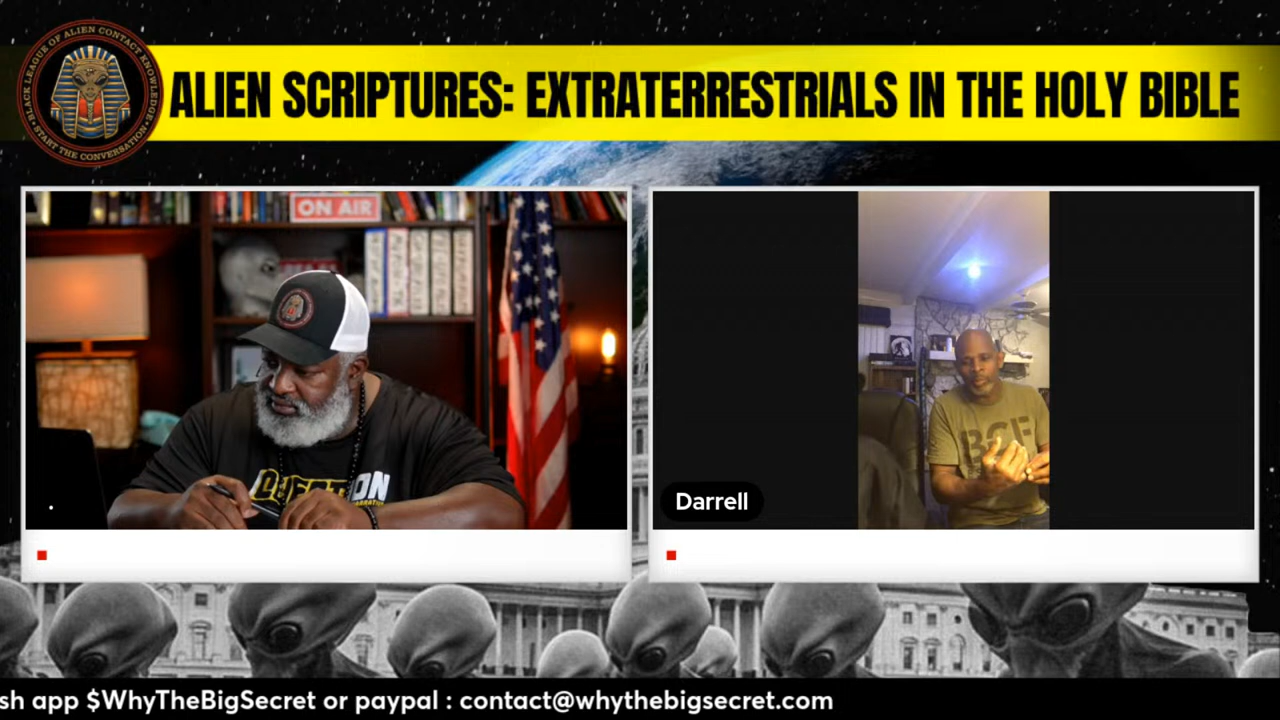 BLACK LEAGUE OF ALIEN CONTACT KNOWLEDGE
• START THE CONVERSATION •
ALIEN SCRIPTURES: EXTRATERRESTRIALS IN THE HOLY BIBLE
ON AIR
Darrell
sh app $WhyTheBigSecret or paypal : contact@whythebigsecret.com